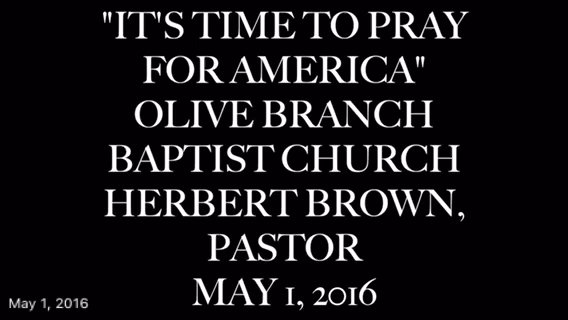 "IT'S TIME TO PRAY
FOR AMERICA"
OLIVE BRANCH
BAPTIST CHURCH
HERBERT BROWN,
PASTOR
MAY 1, 2016
May 1, 2016